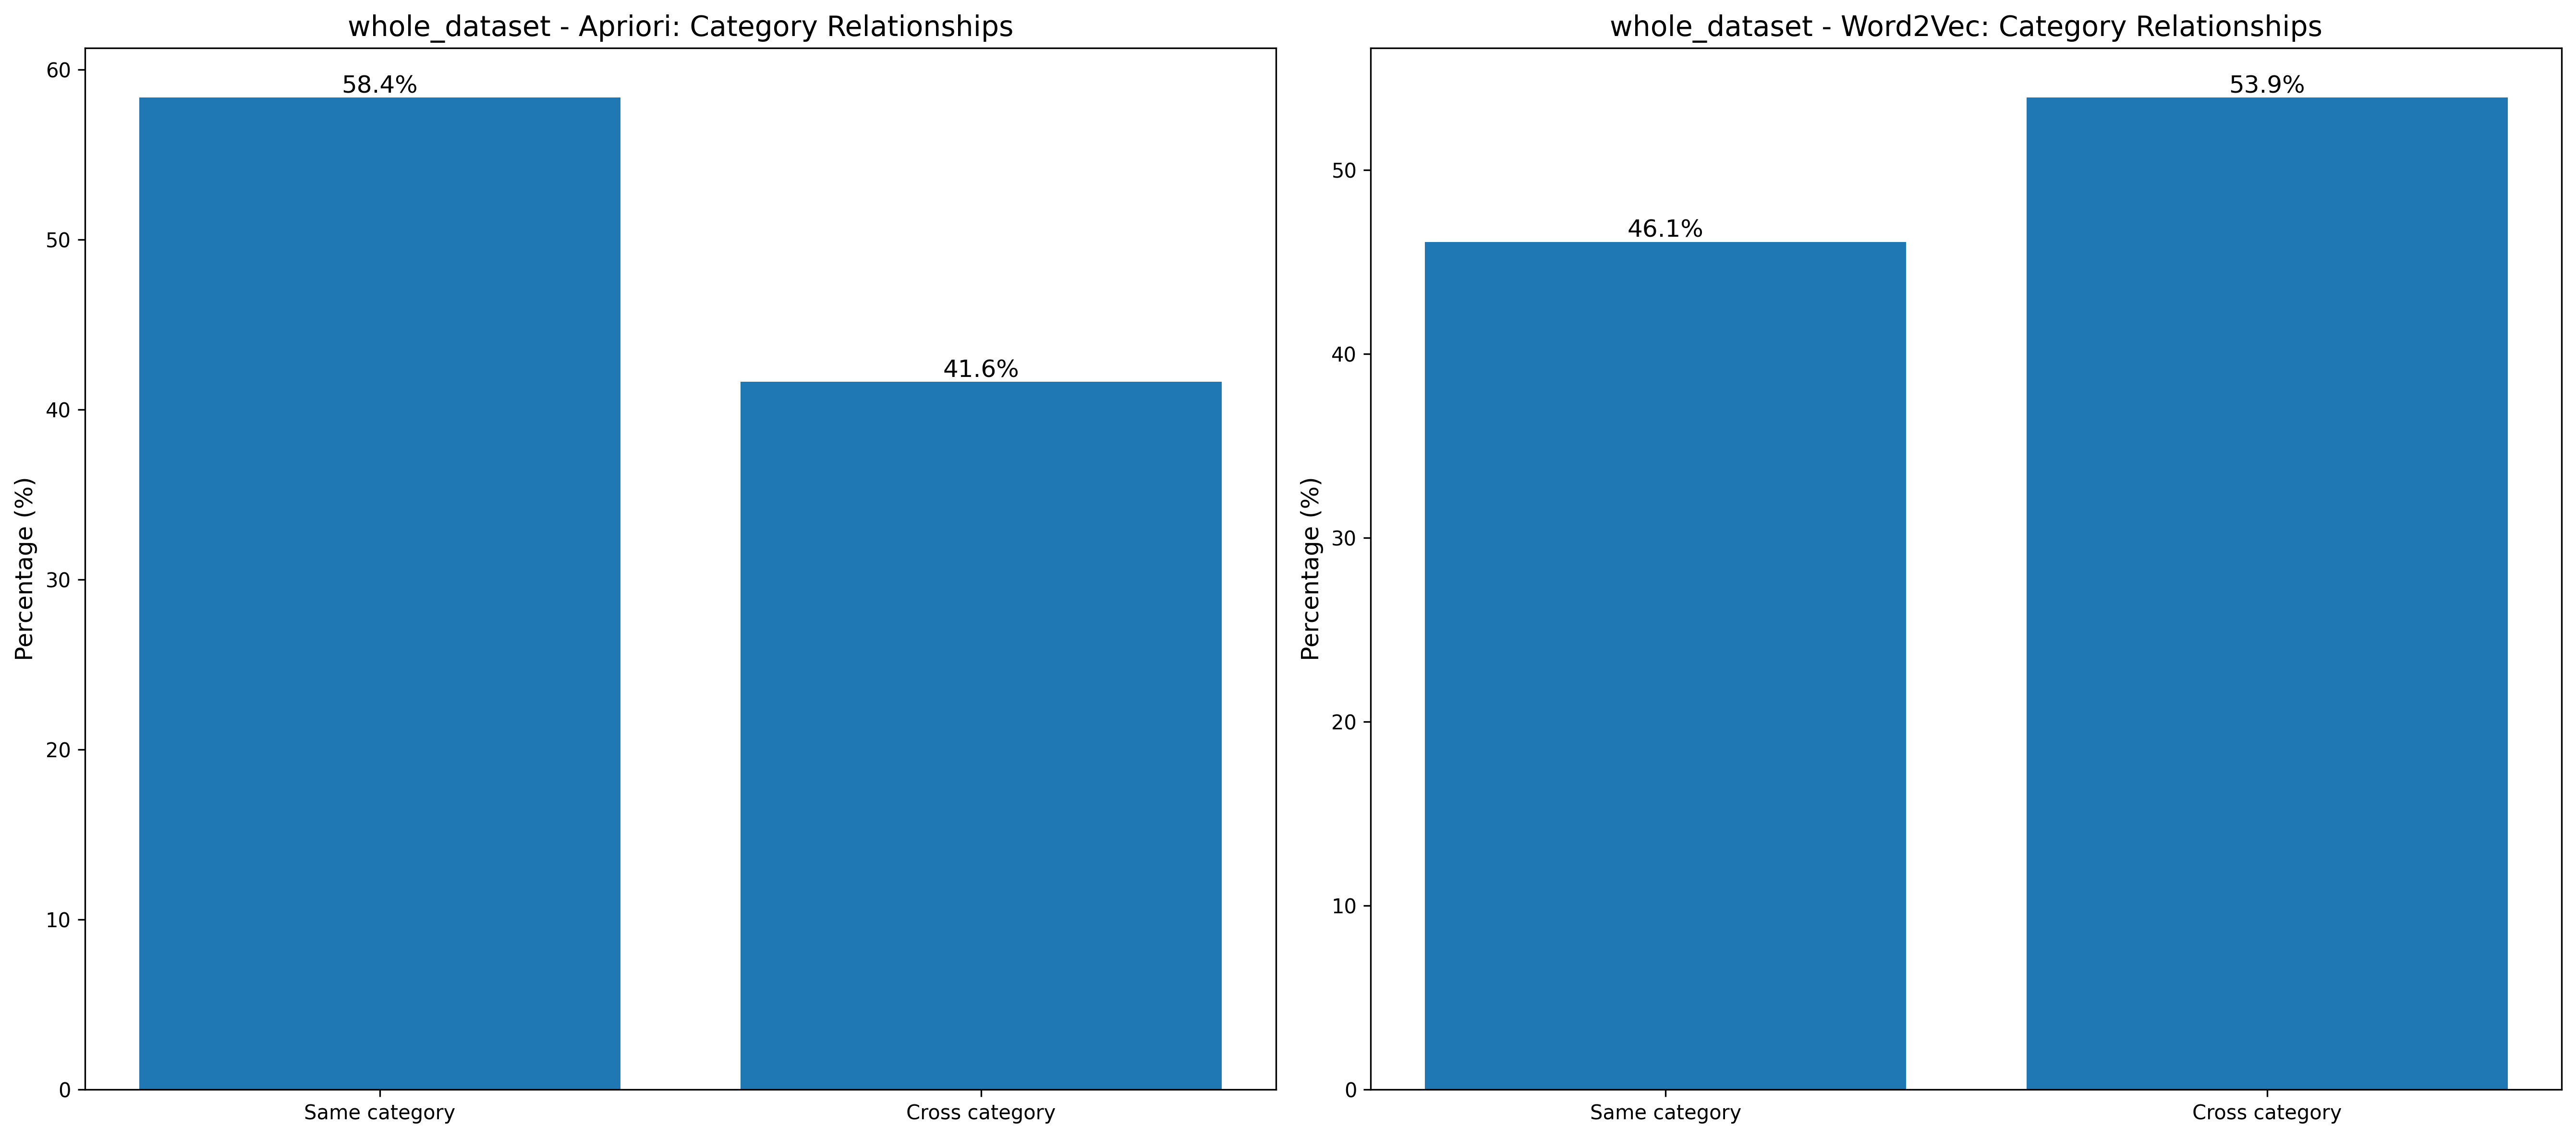 whole_dataset - Apriori: Category Relationships
60
50
40
30
20
10
0
Percentage (%)
58.4%
41.6%
Same category
Cross category
whole_dataset - Word2Vec: Category Relationships
50
40
30
20
10
0
Percentage (%)
46.1%
53.9%
Same category
Cross category